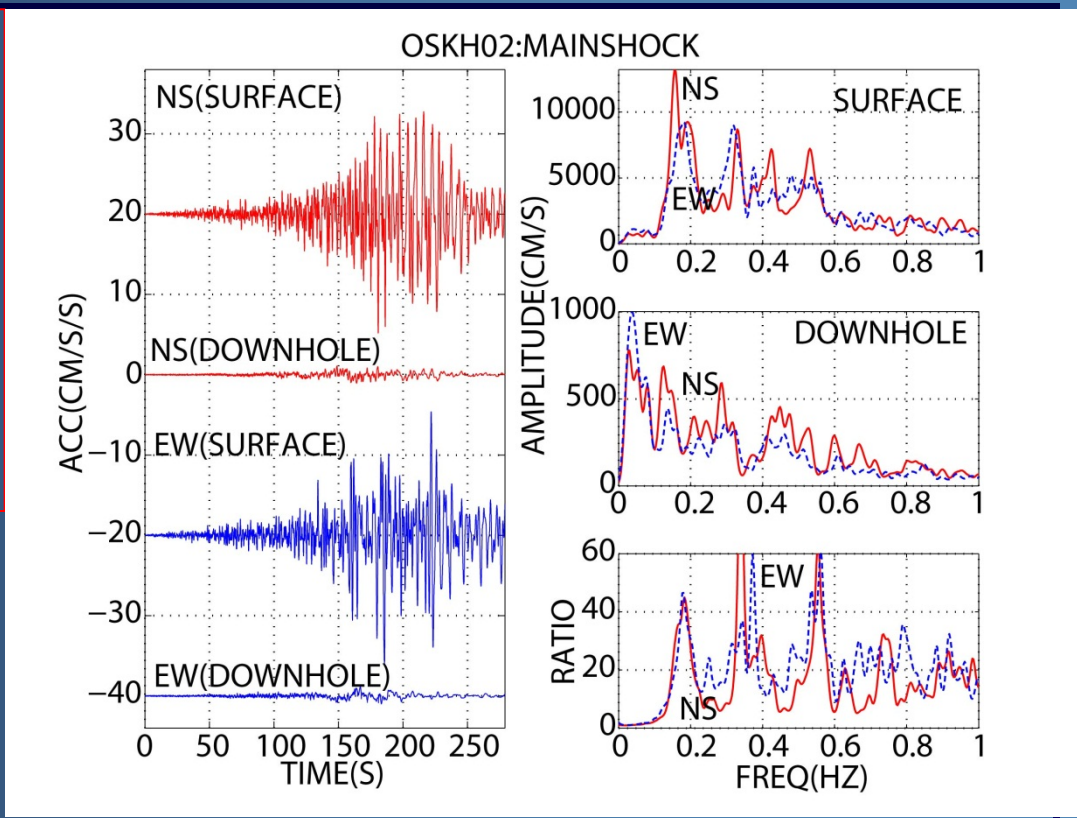 OSKH02:MAINSHOCK
NS(SURFACE)
30
20
10
NS(DOWNHOLE)
0
ACC(CM/S/S)
−10
EW(SURFACE)
−20
−30
EW(DOWNHOLE)
−40
0 50 100 150 200 250
TIME(S)
NS
SURFACE
10000
5000
EW
0
0 0.2 0.4 0.6 0.8 1
AMPLITUDE(CM/S)
1000
EW
DOWNHOLE
NS
500
0
0 0.2 0.4 0.6 0.8 1
60
EW
40
RATIO
20
NS
0
0 0.2 0.4 0.6 0.8 1
FREQ(HZ)